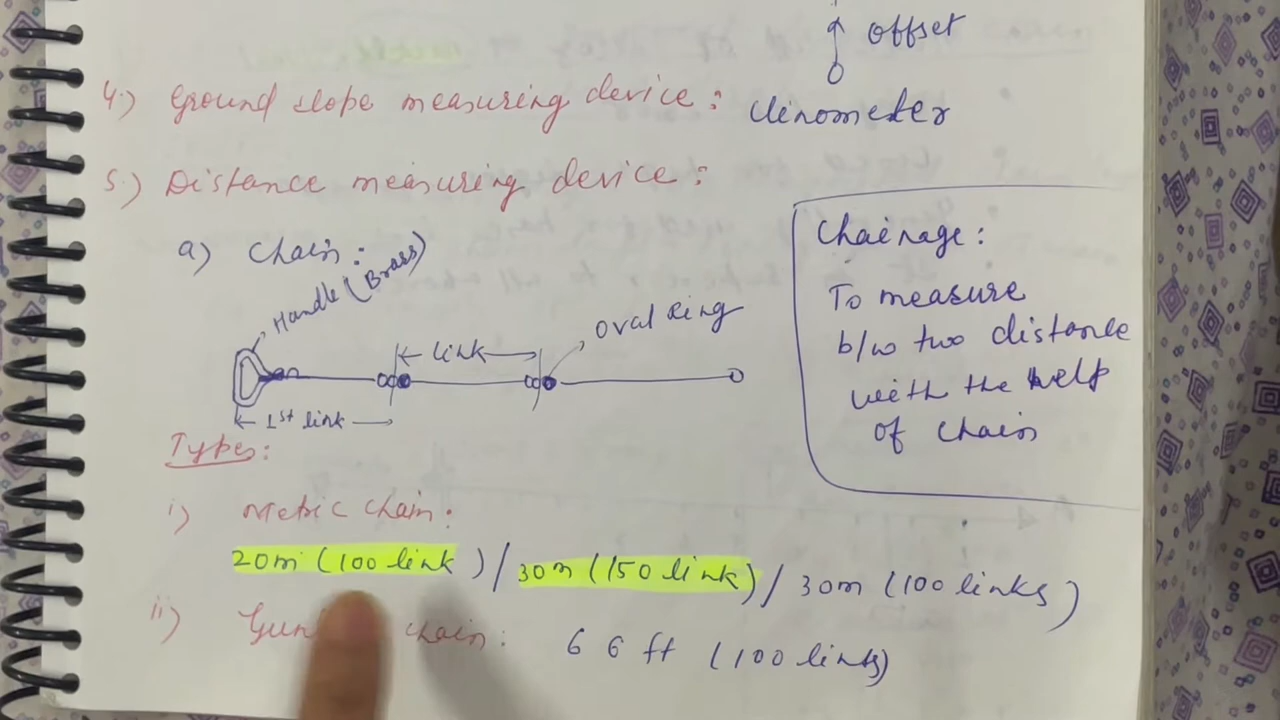 offset
4.) Ground slope measuring device: Clinometer
5.) Distance measuring device:
a) Chain:
Handle (Brass)
Oval Ring
link
1st link
Chainage:
To measure
b/w two distance
with the help
of chain
Types:
i) Metric chain:
20m (100 link) / 30m (150 link) / 30m (100 links)
ii) chain: 66 ft (100 links)